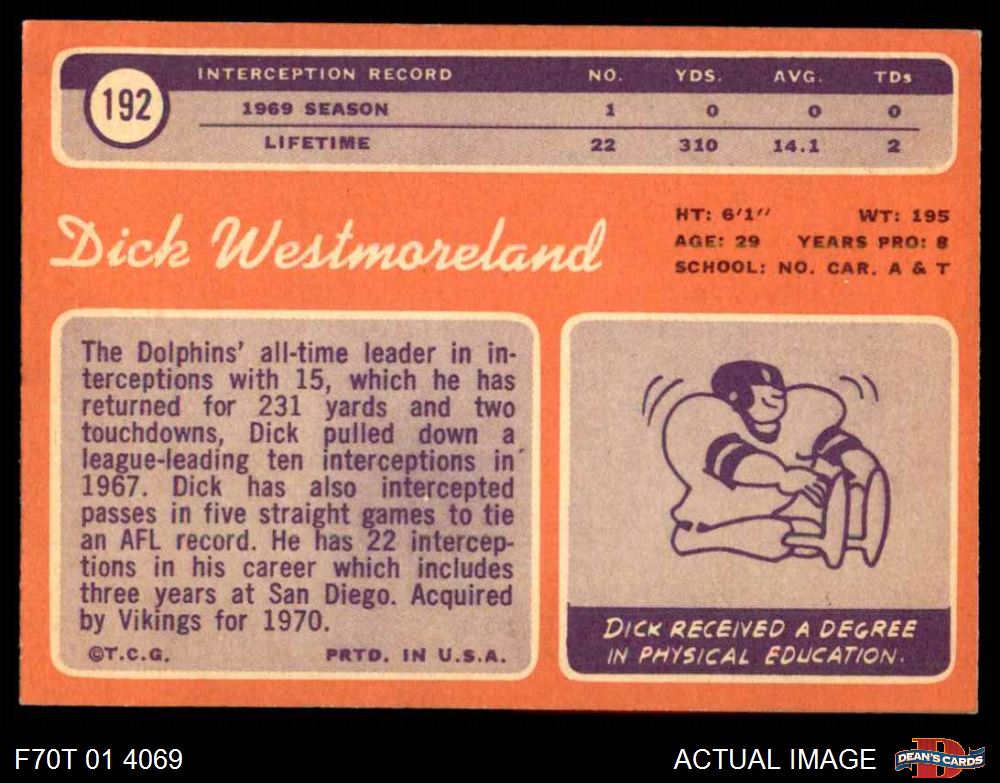 192
INTERCEPTION RECORD NO. YDS. AVG. TDs
1969 SEASON 1 0 0 0
LIFETIME 22 310 14.1 2
Dick Westmoreland
HT: 6'1" WT: 195
AGE: 29 YEARS PRO: 8
SCHOOL: NO. CAR. A & T
The Dolphins' all-time leader in in-
terceptions with 15, which he has
returned for 231 yards and two
touchdowns, Dick pulled down a
league-leading ten interceptions in
1967. Dick has also intercepted
passes in five straight games to tie
an AFL record. He has 22 intercep-
tions in his career which includes
three years at San Diego. Acquired
by Vikings for 1970.
©T.C.G. PRTD. IN U.S.A.
DICK RECEIVED A DEGREE
IN PHYSICAL EDUCATION.
F70T 01 4069
ACTUAL IMAGE
D
DEAN'S CARDS